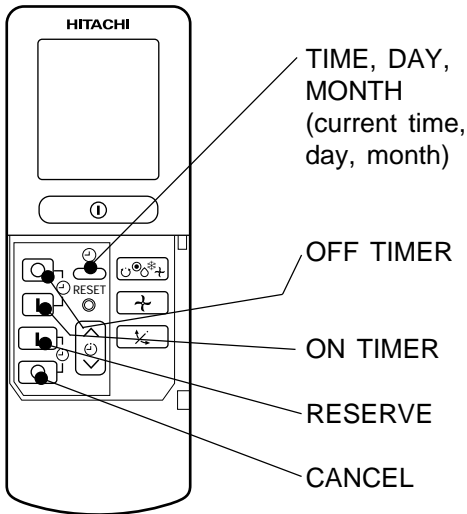 HITACHI
TIME, DAY,
MONTH
(current time,
day, month)
RESET
OFF TIMER
ON TIMER
RESERVE
CANCEL